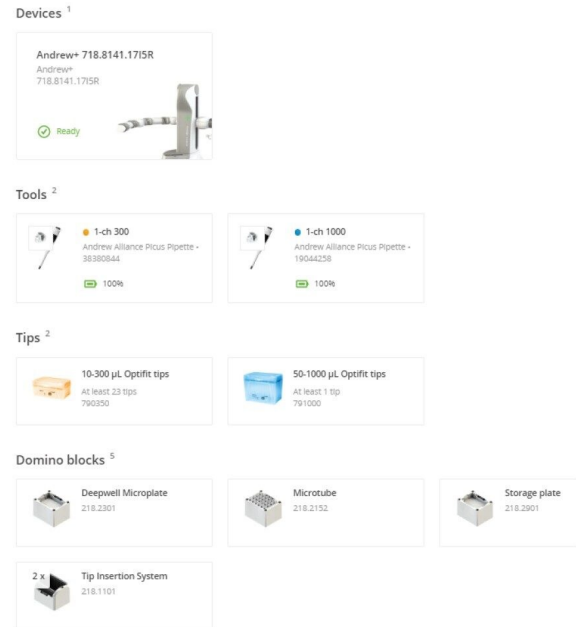 Devices 1
Andrew+ 718.8141.17I5R
Andrew+
718.8141.17I5R
Ready
Tools 2
1-ch 300
Andrew Alliance Picus Pipette -
38380844
100%
1-ch 1000
Andrew Alliance Picus Pipette -
19044258
100%
Tips 2
10-300 µL Optifit tips
At least 23 tips
790350
50-1000 µL Optifit tips
At least 1 tip
791000
Domino blocks 5
Deepwell Microplate
218.2301
Microtube
218.2152
Storage plate
218.2901
2 x
Tip Insertion System
218.1101